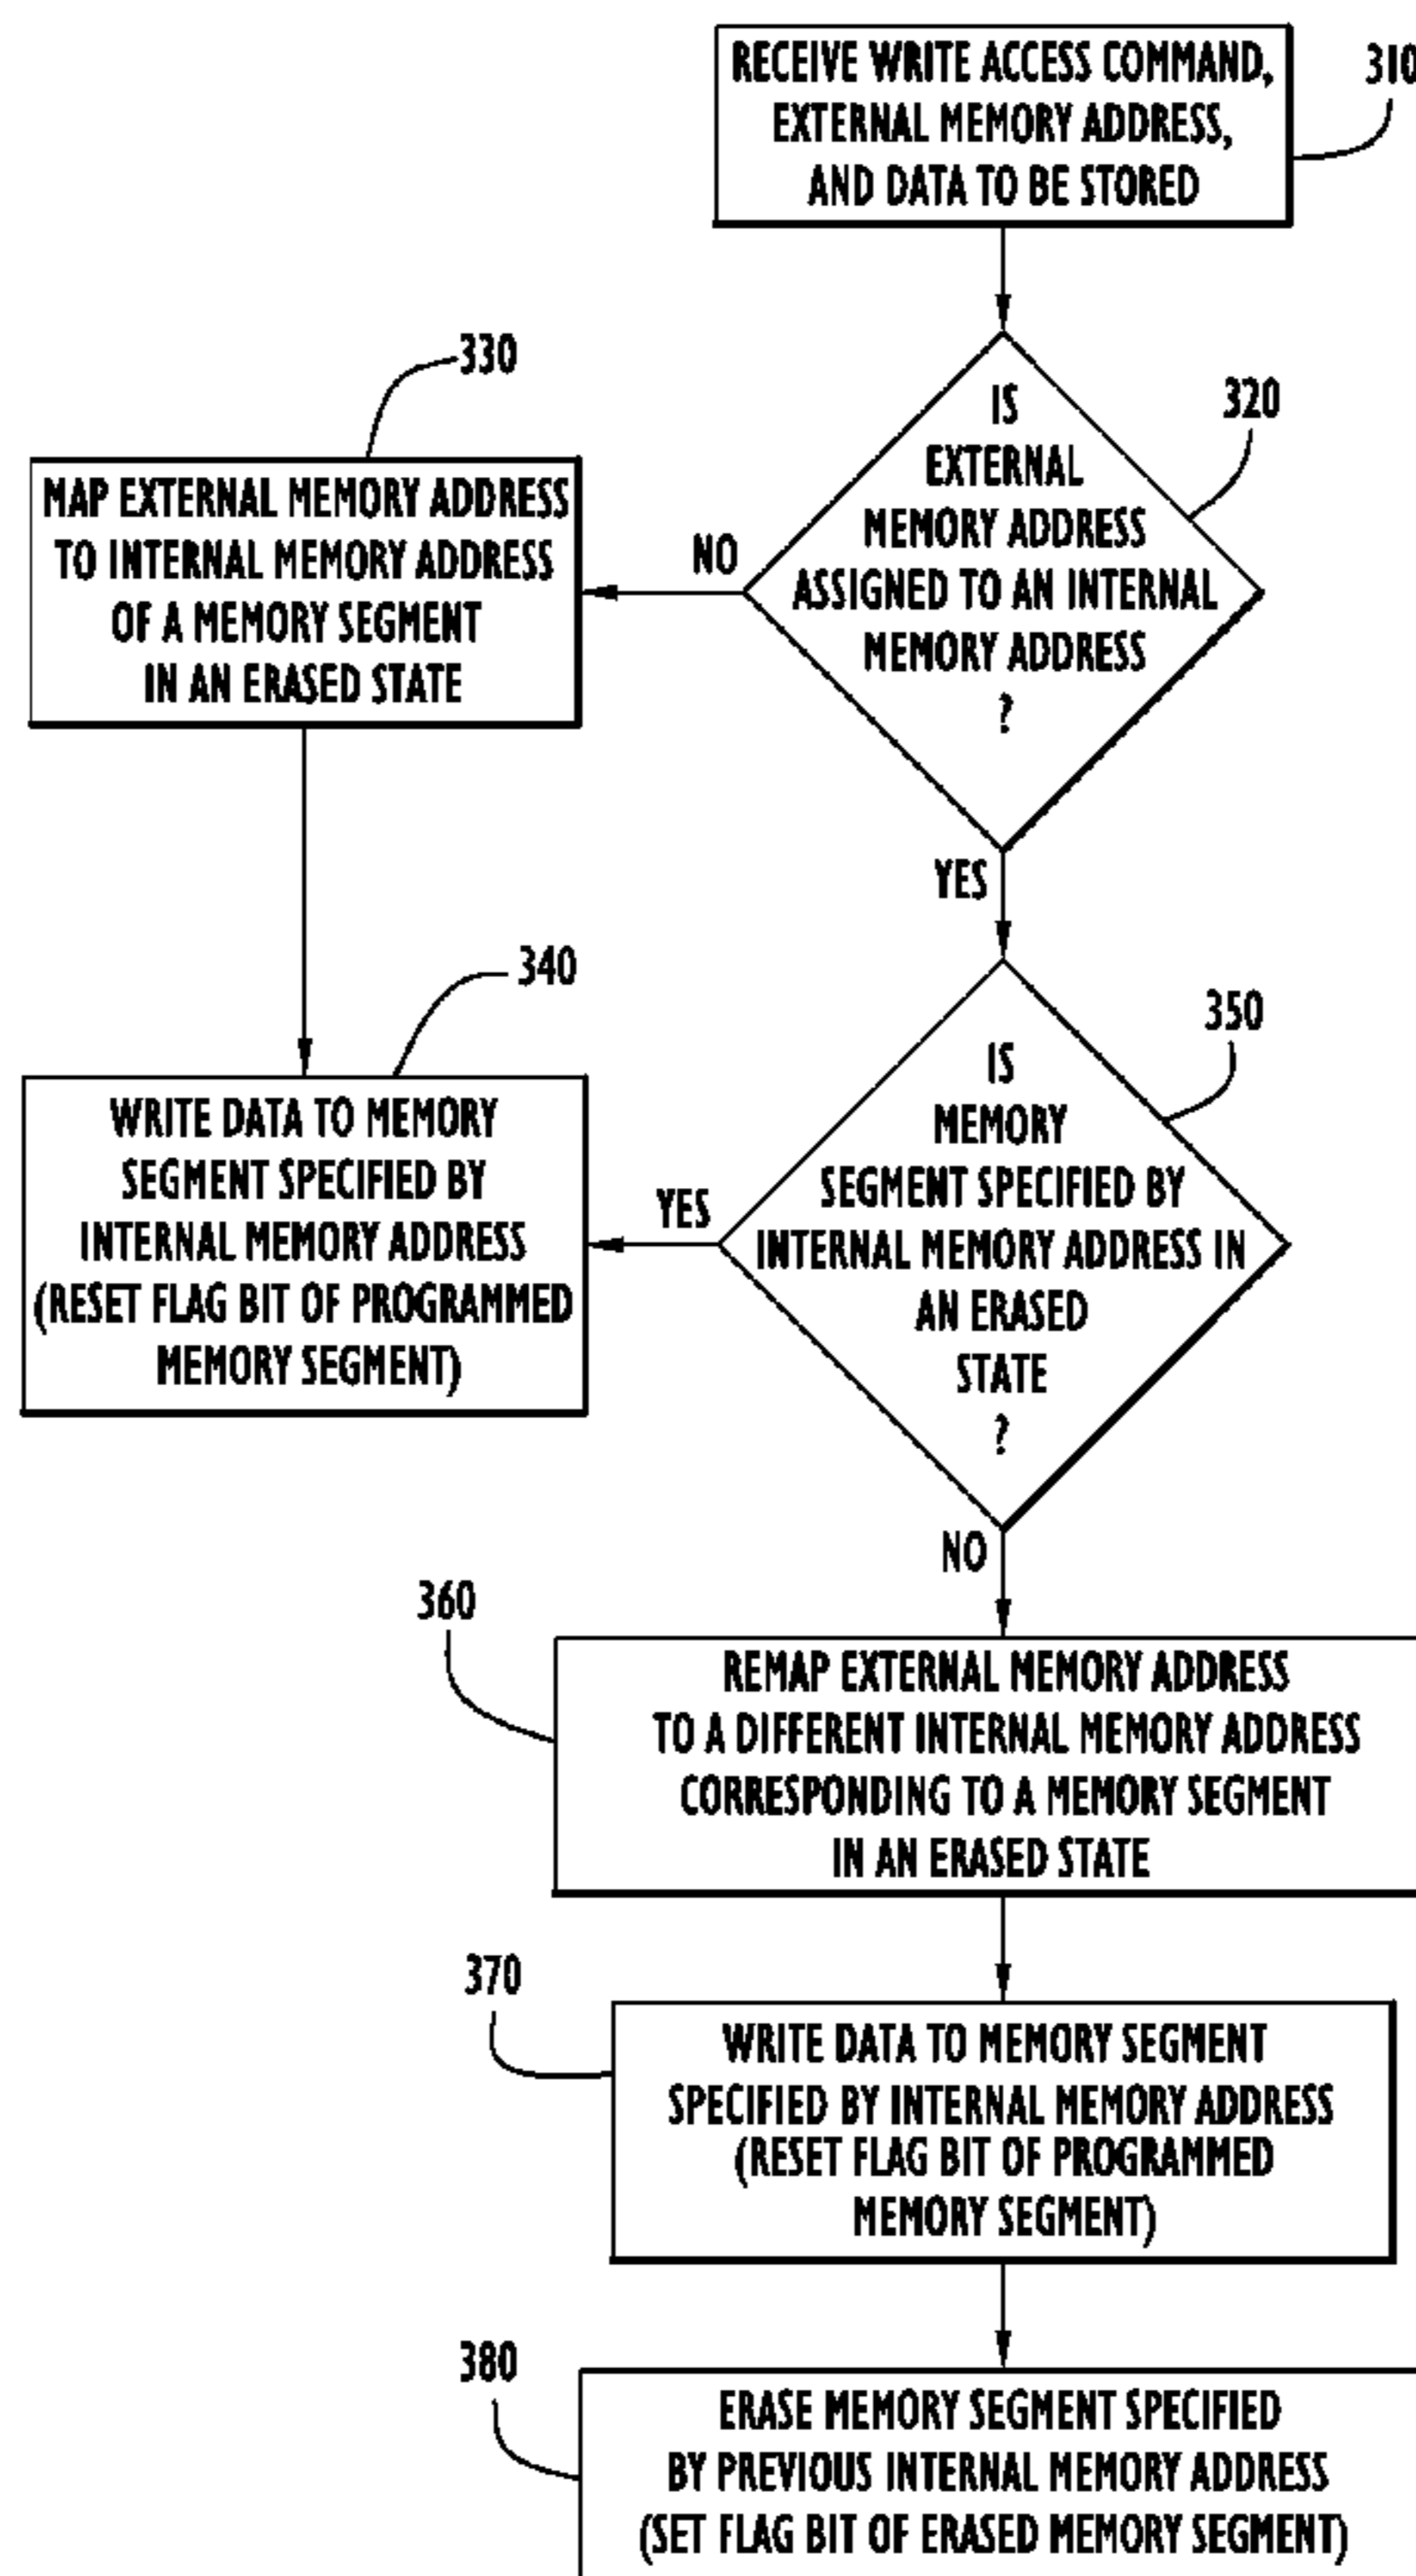 RECEIVE WRITE ACCESS COMMAND,
EXTERNAL MEMORY ADDRESS,
AND DATA TO BE STORED
310
IS
EXTERNAL
MEMORY ADDRESS
ASSIGNED TO AN INTERNAL
MEMORY ADDRESS
?
320
NO
330
MAP EXTERNAL MEMORY ADDRESS
TO INTERNAL MEMORY ADDRESS
OF A MEMORY SEGMENT
IN AN ERASED STATE
YES
340
WRITE DATA TO MEMORY
SEGMENT SPECIFIED BY
INTERNAL MEMORY ADDRESS
(RESET FLAG BIT OF PROGRAMMED
MEMORY SEGMENT)
350
IS
MEMORY
SEGMENT SPECIFIED BY
INTERNAL MEMORY ADDRESS IN
AN ERASED
STATE
?
YES
NO
360
REMAP EXTERNAL MEMORY ADDRESS
TO A DIFFERENT INTERNAL MEMORY ADDRESS
CORRESPONDING TO A MEMORY SEGMENT
IN AN ERASED STATE
370
WRITE DATA TO MEMORY SEGMENT
SPECIFIED BY INTERNAL MEMORY ADDRESS
(RESET FLAG BIT OF PROGRAMMED
MEMORY SEGMENT)
380
ERASE MEMORY SEGMENT SPECIFIED
BY PREVIOUS INTERNAL MEMORY ADDRESS
(SET FLAG BIT OF ERASED MEMORY SEGMENT)